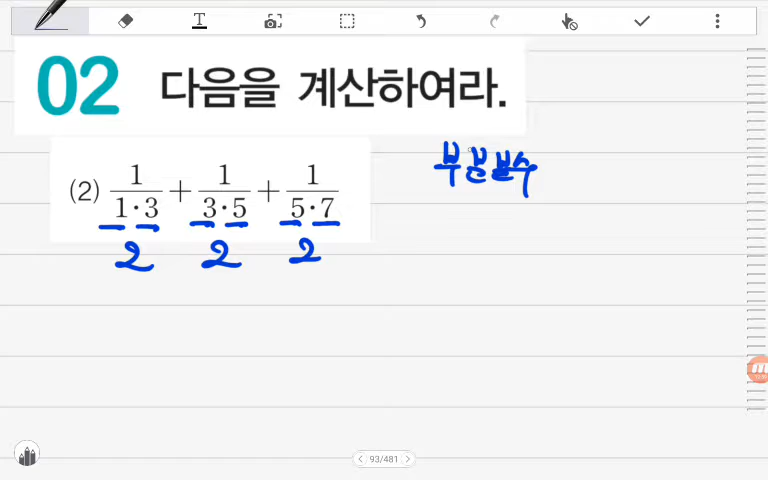 T
02 다음을 계산하여라.
부분분수
(2) 1/1·3 + 1/3·5 + 1/5·7
2 2 2
93/481